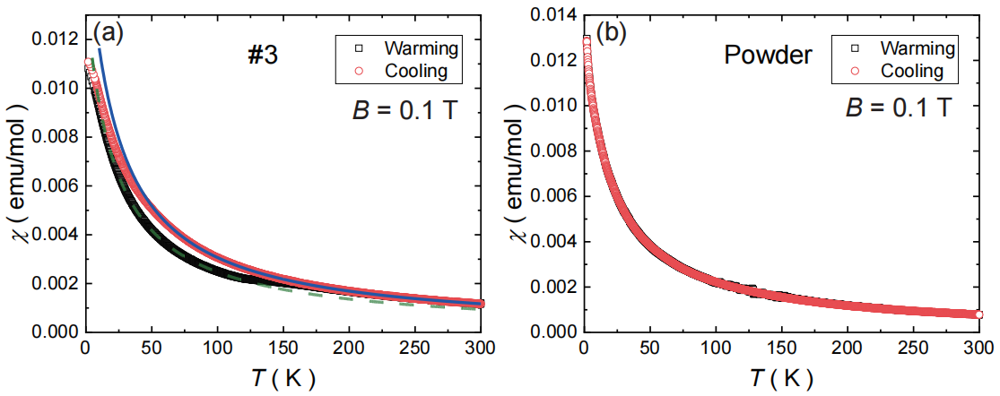 (a)
#3
Warming
Cooling
B = 0.1 T
χ ( emu/mol )
0.012
0.010
0.008
0.006
0.004
0.002
0.000
0 50 100 150 200 250 300
T ( K )
(b)
Powder
Warming
Cooling
B = 0.1 T
χ ( emu/mol )
0.014
0.012
0.010
0.008
0.006
0.004
0.002
0.000
0 50 100 150 200 250 300
T ( K )